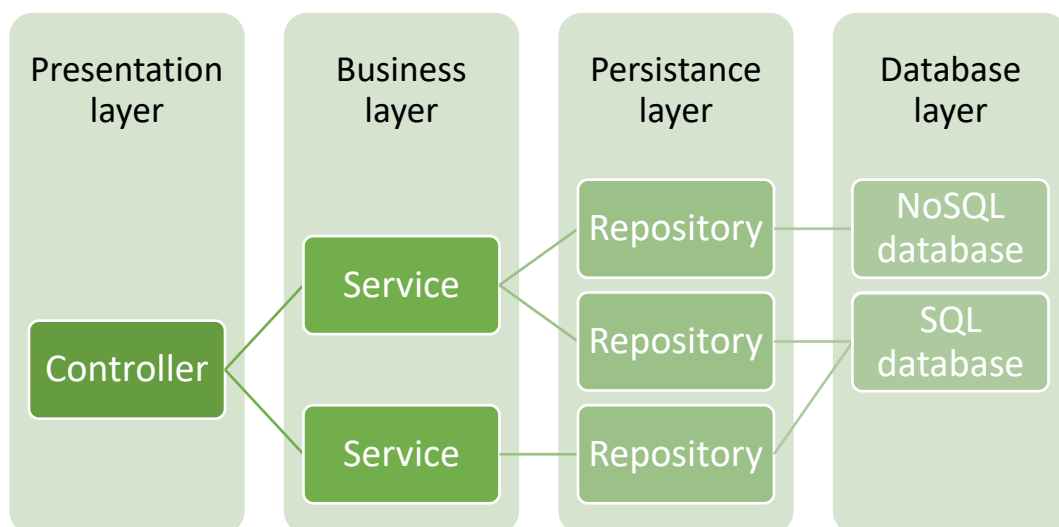 Presentation
layer
Business
layer
Persistance
layer
Database
layer
Controller
Service
Service
Repository
Repository
Repository
NoSQL
database
SQL
database